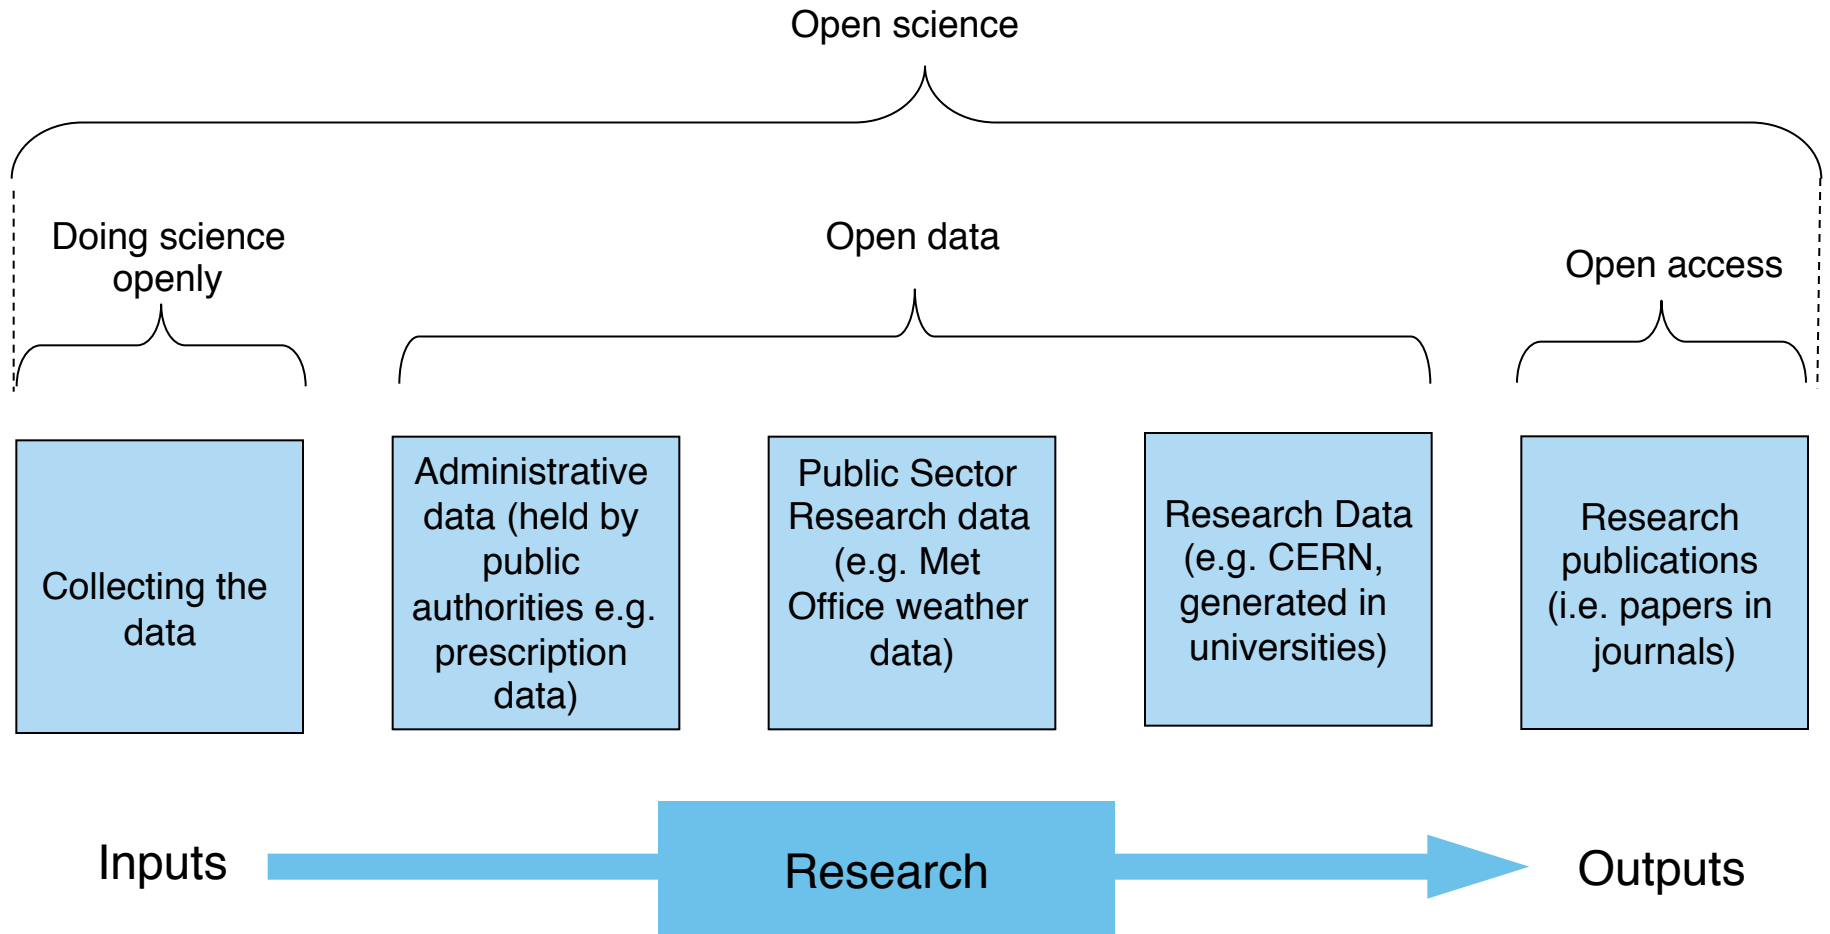 Open science
Doing science
openly
Open data
Open access
Collecting the
data
Administrative
data (held by
public
authorities e.g.
prescription
data)
Public Sector
Research data
(e.g. Met
Office weather
data)
Research Data
(e.g. CERN,
generated in
universities)
Research
publications
(i.e. papers in
journals)
Inputs
Research
Outputs